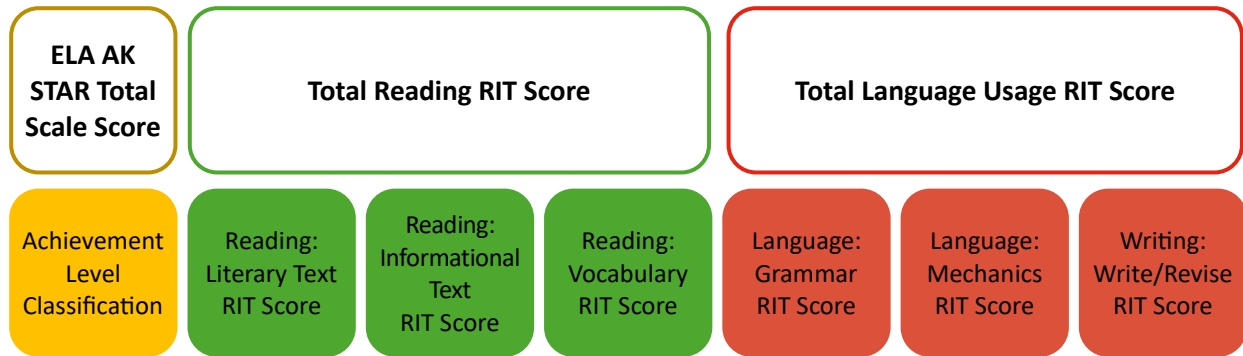 ELA AK
STAR Total
Scale Score
Total Reading RIT Score
Total Language Usage RIT Score
Achievement
Level
Classification
Reading:
Literary Text
RIT Score
Reading:
Informational
Text
RIT Score
Reading:
Vocabulary
RIT Score
Language:
Grammar
RIT Score
Language:
Mechanics
RIT Score
Writing:
Write/Revise
RIT Score